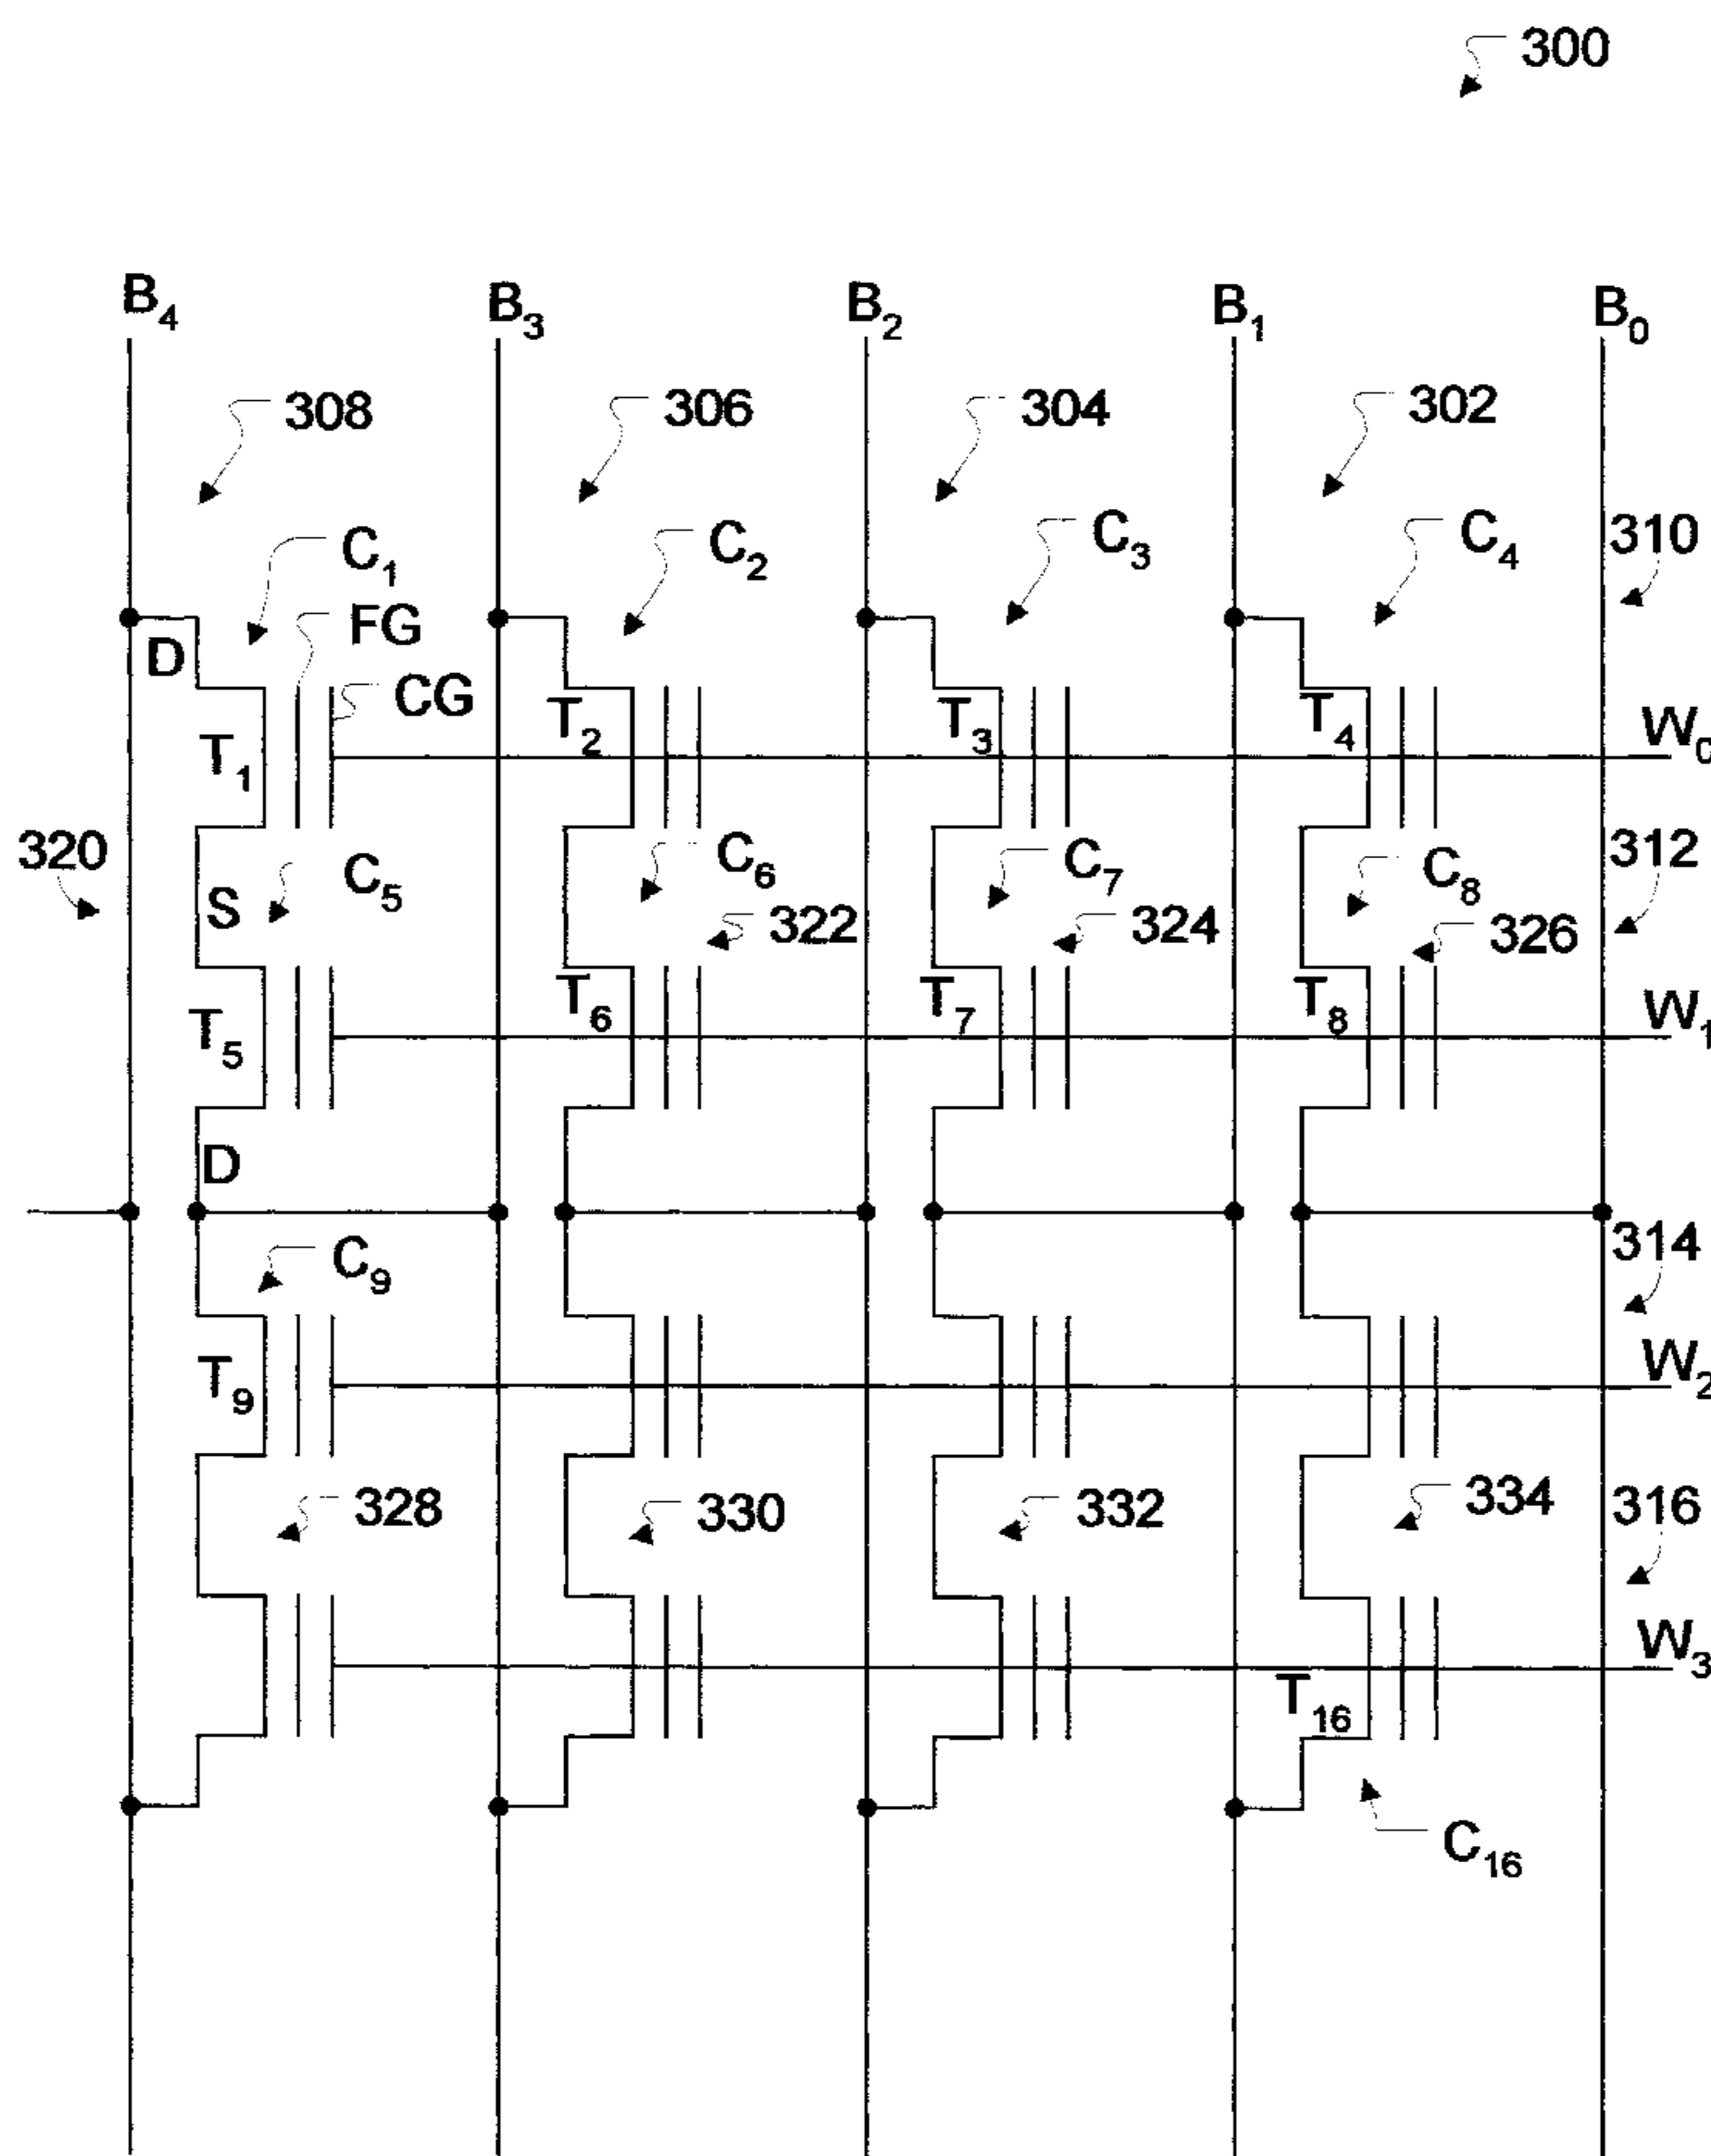 300
B4 B3 B2 B1 B0
308 306 304 302
C1 C2 C3 C4 310
D FG CG
T1 T2 T3 T4 W0
320 C5 C6 C7 C8 312
S 322 324 326
T5 T6 T7 T8 W1
D
C9 314
T9 W2
328 330 332 334 316
W3
T16
C16